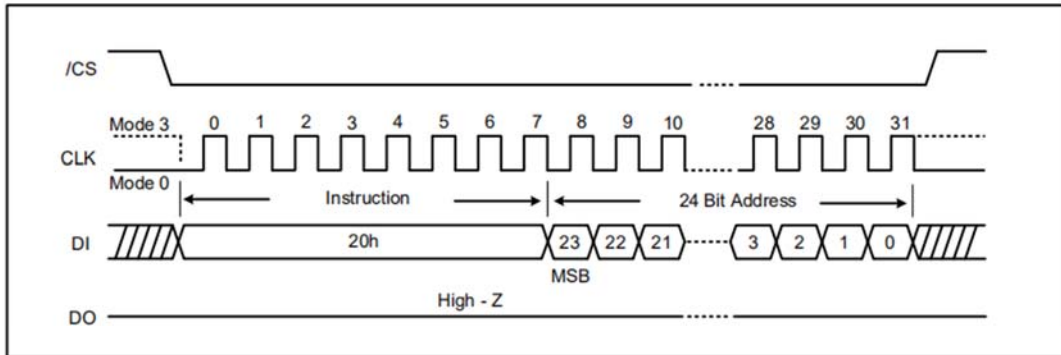 /CS
Mode 3 0 1 2 3 4 5 6 7 8 9 10 28 29 30 31
CLK
Mode 0
Instruction 24 Bit Address
DI 20h 23 22 21 3 2 1 0
MSB
High - Z
DO